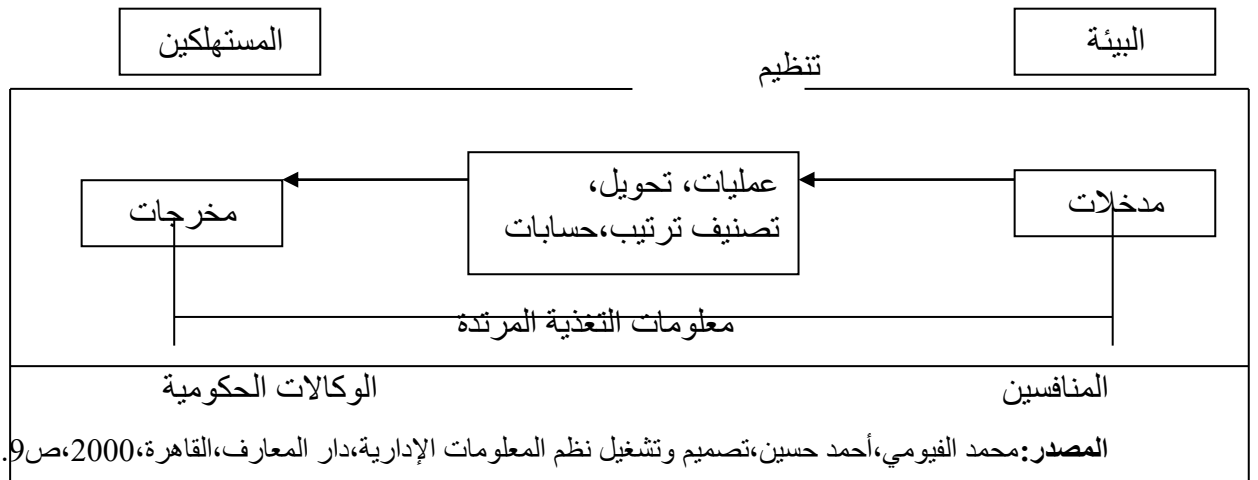 البيئة
المستهلكين
تنظيم
مدخلات
عمليات، تحويل،
تصنيف ترتيب،حسابات
مخرجات
معلومات التغذية المرتدة
المنافسين
الوكالات الحكومية
المصدر:محمد الفيومي،أحمد حسين،تصميم وتشغيل نظم المعلومات الإدارية،دار المعارف،القاهرة،2000،ص9.